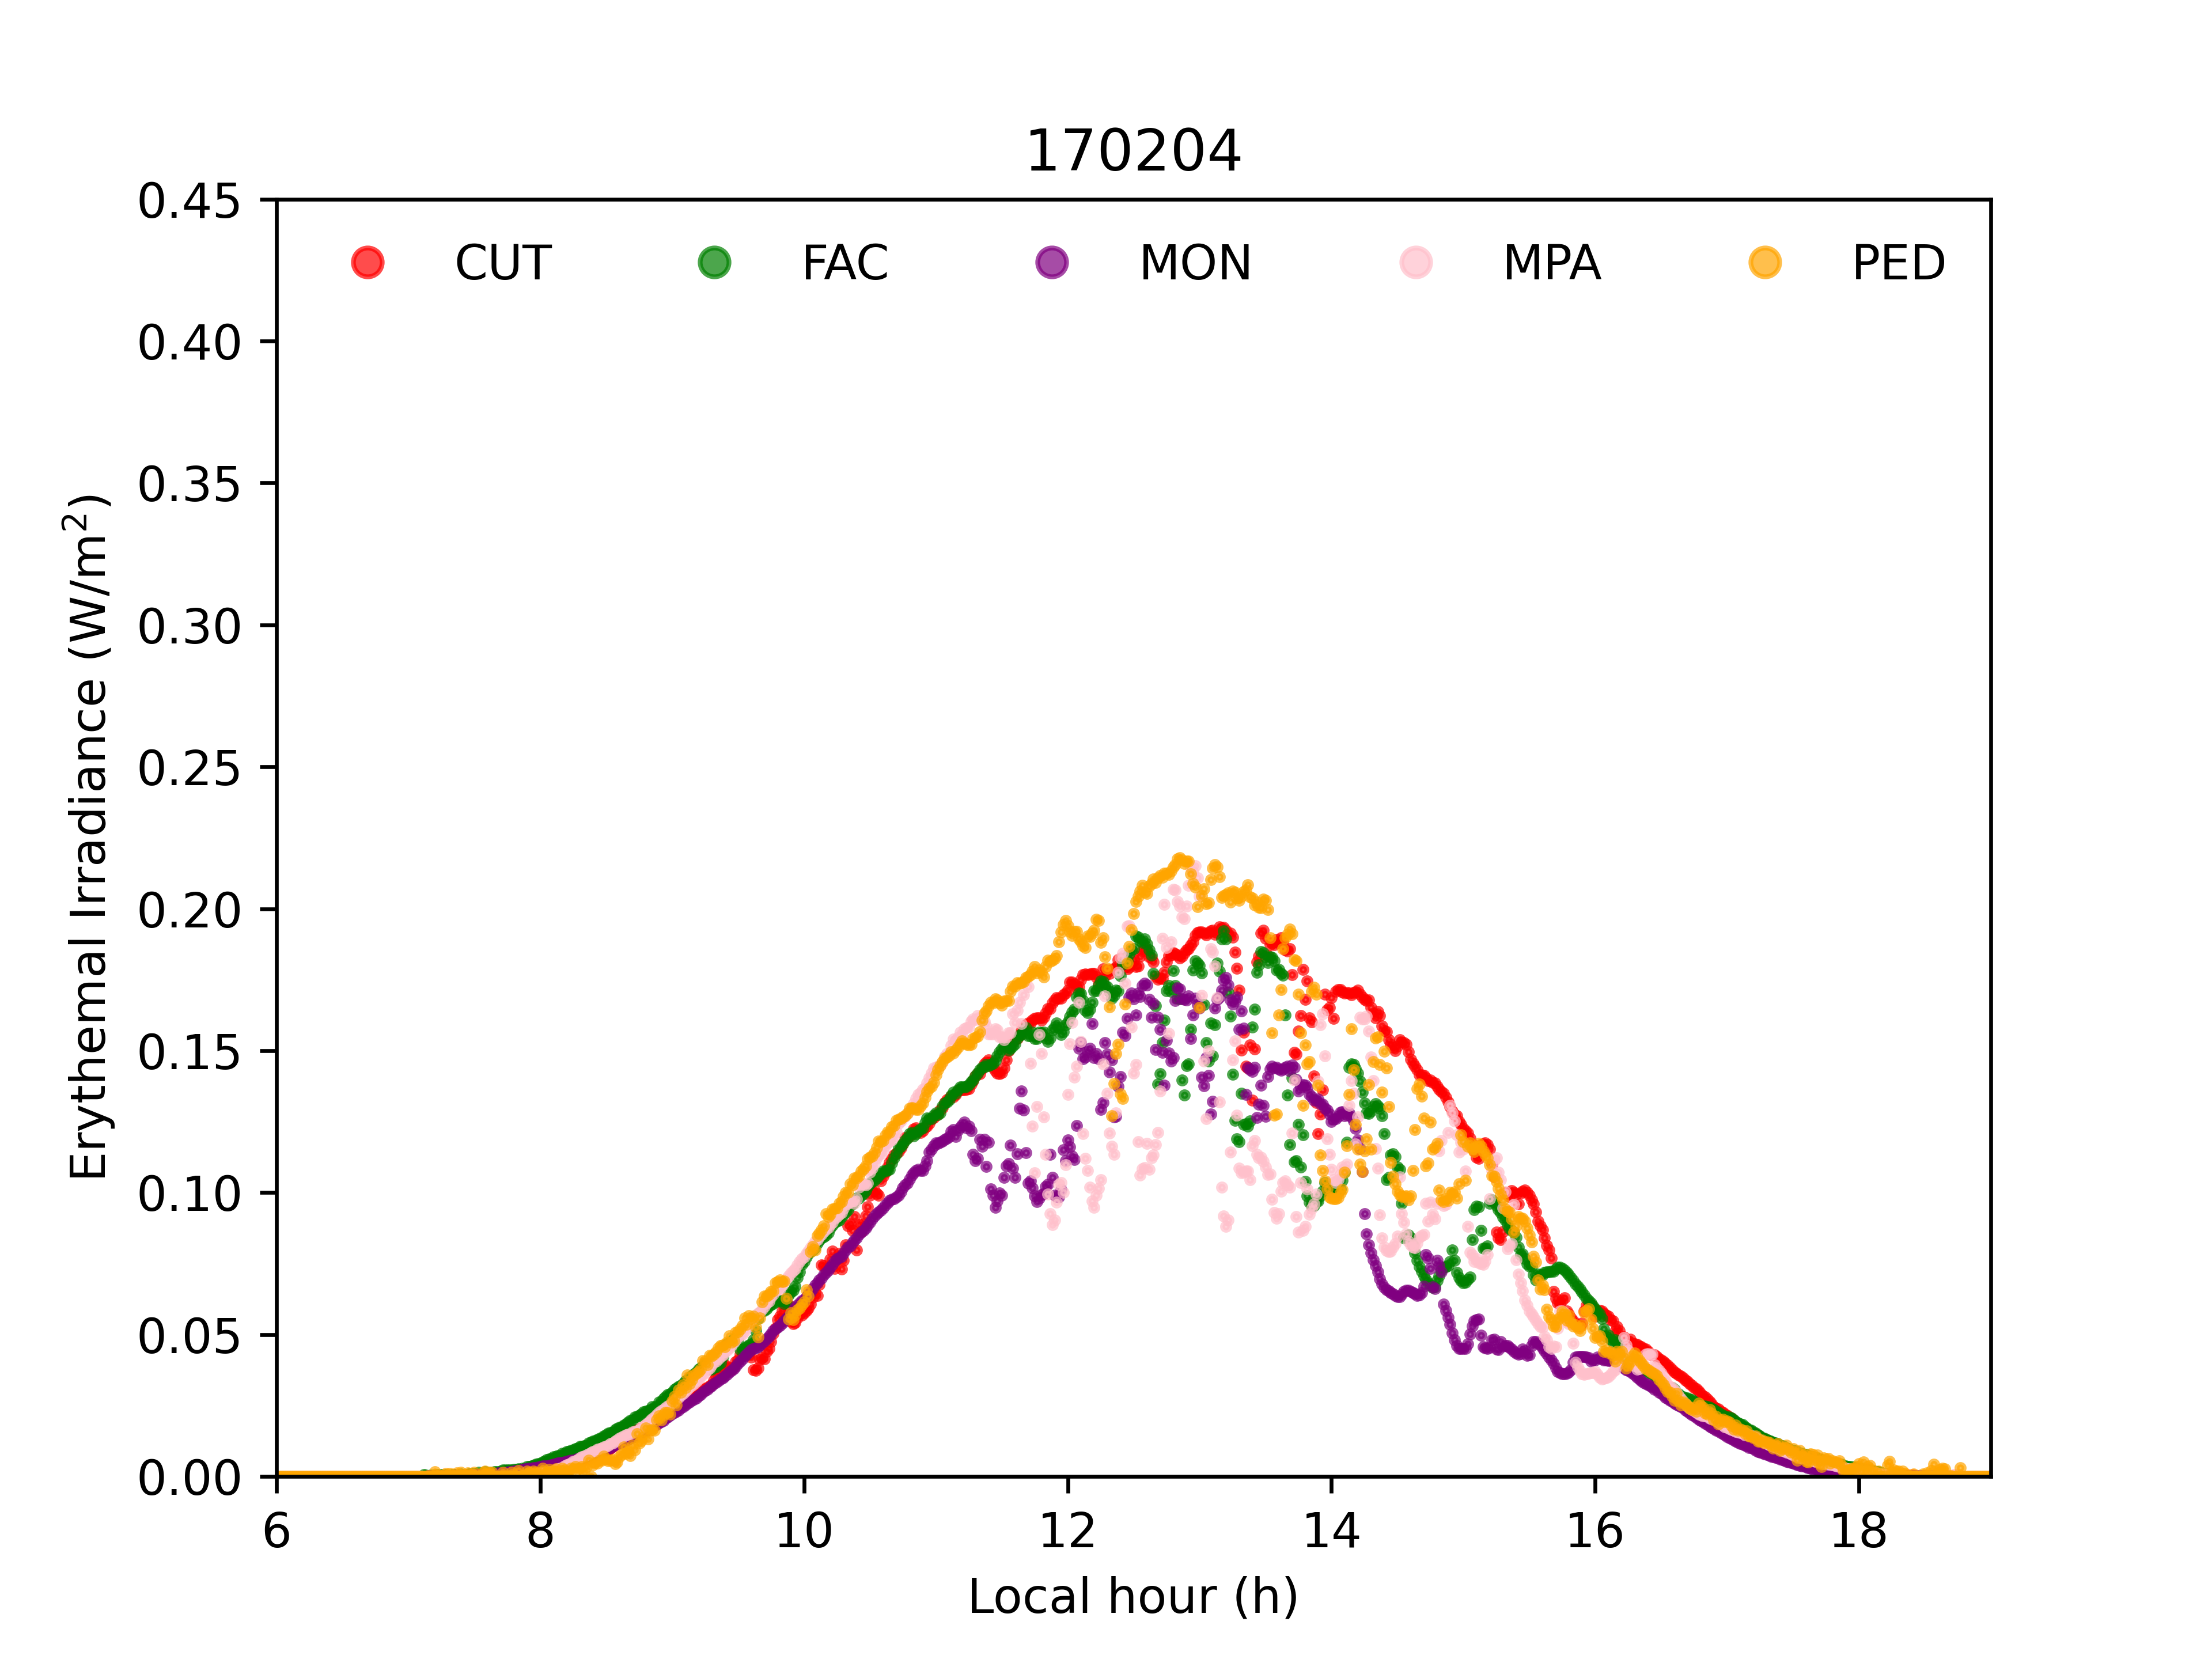 170204
0.45
CUT FAC MON MPA PED
0.40
0.35
0.30
0.25
0.20
0.15
0.10
0.05
0.00
Erythemal Irradiance (W/m²)
6 8 10 12 14 16 18
Local hour (h)